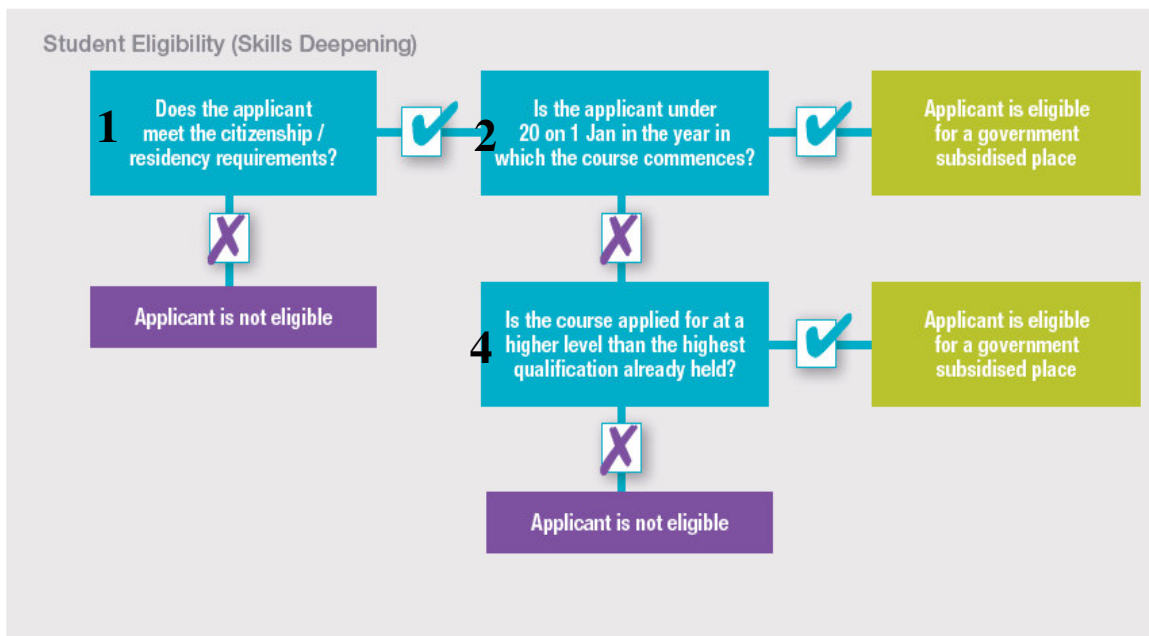 Student Eligibility (Skills Deepening)
1
Does the applicant
meet the citizenship /
residency requirements?
2
Is the applicant under
20 on 1 Jan in the year in
which the course commences?
Applicant is eligible
for a government
subsidised place
Applicant is not eligible
4
Is the course applied for at a
higher level than the highest
qualification already held?
Applicant is eligible
for a government
subsidised place
Applicant is not eligible